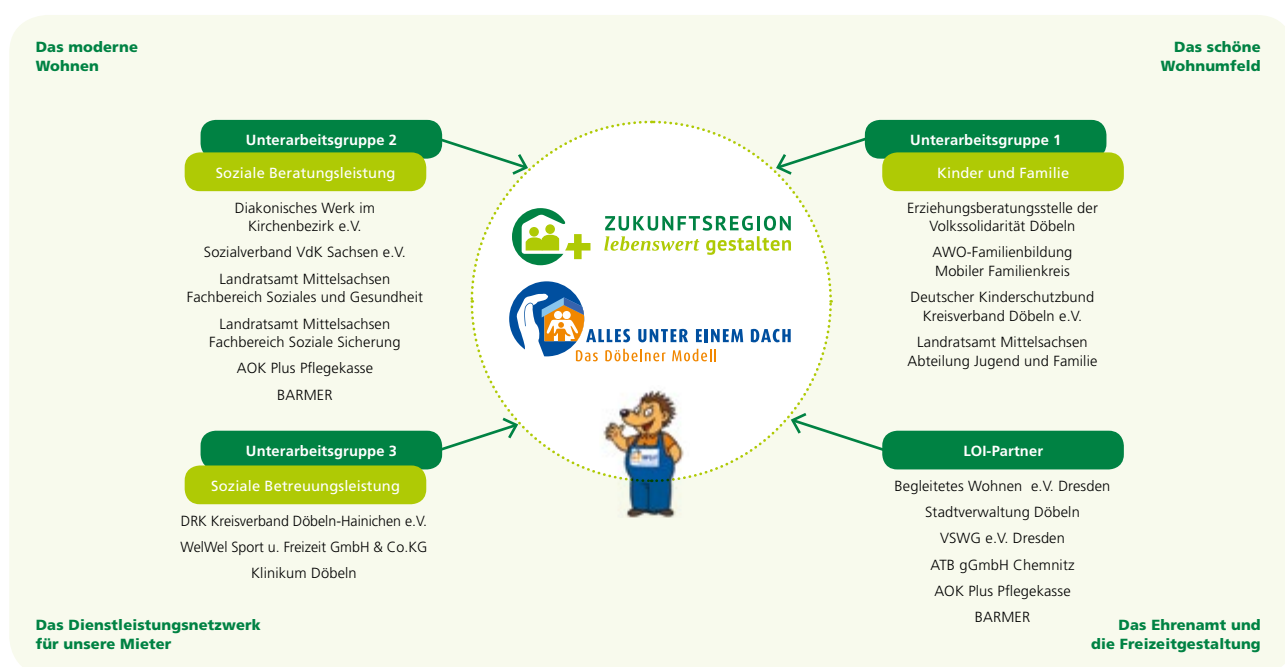 Das moderne
Wohnen
Das schöne
Wohnumfeld
Unterarbeitsgruppe 2
Soziale Beratungsleistung
Diakonisches Werk im
Kirchenbezirk e.V.
Sozialverband VdK Sachsen e.V.
Landratsamt Mittelsachsen
Fachbereich Soziales und Gesundheit
Landratsamt Mittelsachsen
Fachbereich Soziale Sicherung
AOK Plus Pflegekasse
BARMER
ZUKUNFTSREGION
lebenswert gestalten
ALLES UNTER EINEM DACH
Das Döbelner Modell
Unterarbeitsgruppe 1
Kinder und Familie
Erziehungsberatungsstelle der
Volkssolidarität Döbeln
AWO-Familienbildung
Mobiler Familienkreis
Deutscher Kinderschutzbund
Kreisverband Döbeln e.V.
Landratsamt Mittelsachsen
Abteilung Jugend und Familie
Unterarbeitsgruppe 3
Soziale Betreuungsleistung
DRK Kreisverband Döbeln-Hainichen e.V.
WelWel Sport u. Freizeit GmbH & Co.KG
Klinikum Döbeln
LOI-Partner
Begleitetes Wohnen e.V. Dresden
Stadtverwaltung Döbeln
VSWG e.V. Dresden
ATB gGmbH Chemnitz
AOK Plus Pflegekasse
BARMER
Das Dienstleistungsnetzwerk
für unsere Mieter
Das Ehrenamt und
die Freizeitgestaltung